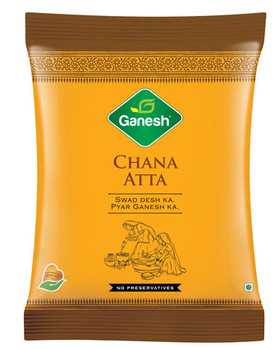 Ganesh
CHANA
ATTA
SWAD DESH KA.
PYAR GANESH KA.
NO PRESERVATIVES